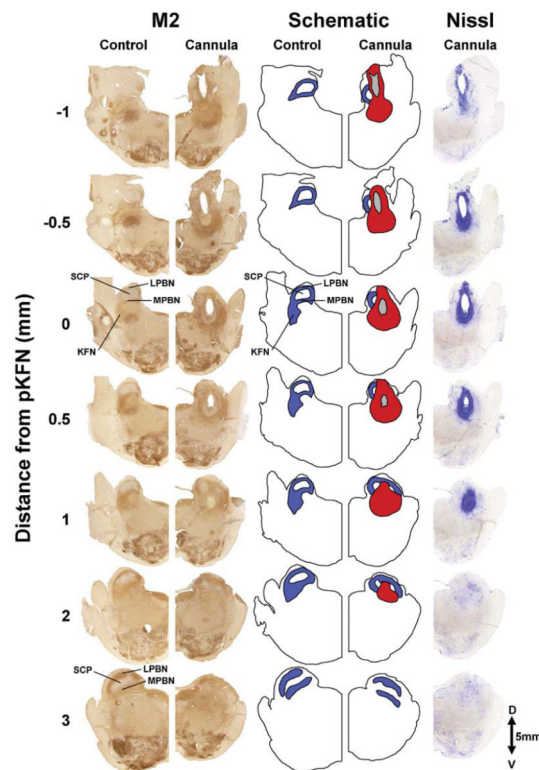 M2 Schematic Nissl
Control Cannula Control Cannula Cannula
-1
-0.5
SCP LPBN SCP LPBN
MPBN MPBN
0
KFN KFN
0.5
1
2
LPBN
SCP MPBN
3
D
5mm
V
Distance from pKFN (mm)